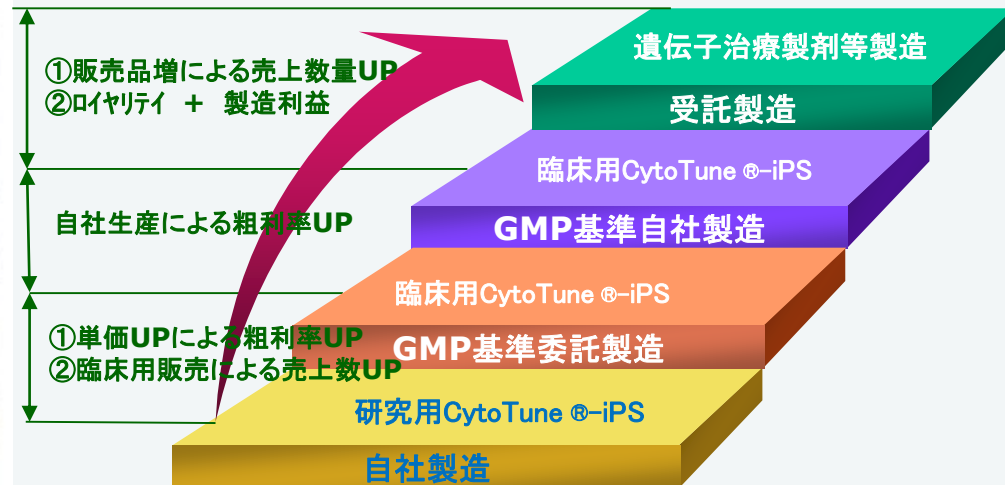 遺伝子治療製剤等製造
受託製造
①販売品増による売上数量UP
②ロイヤリテイ + 製造利益
臨床用CytoTune ®-iPS
GMP基準自社製造
自社生産による粗利率UP
臨床用CytoTune ®-iPS
GMP基準委託製造
①単価UPによる粗利率UP
②臨床用販売による売上数UP
研究用CytoTune ®-iPS
自社製造